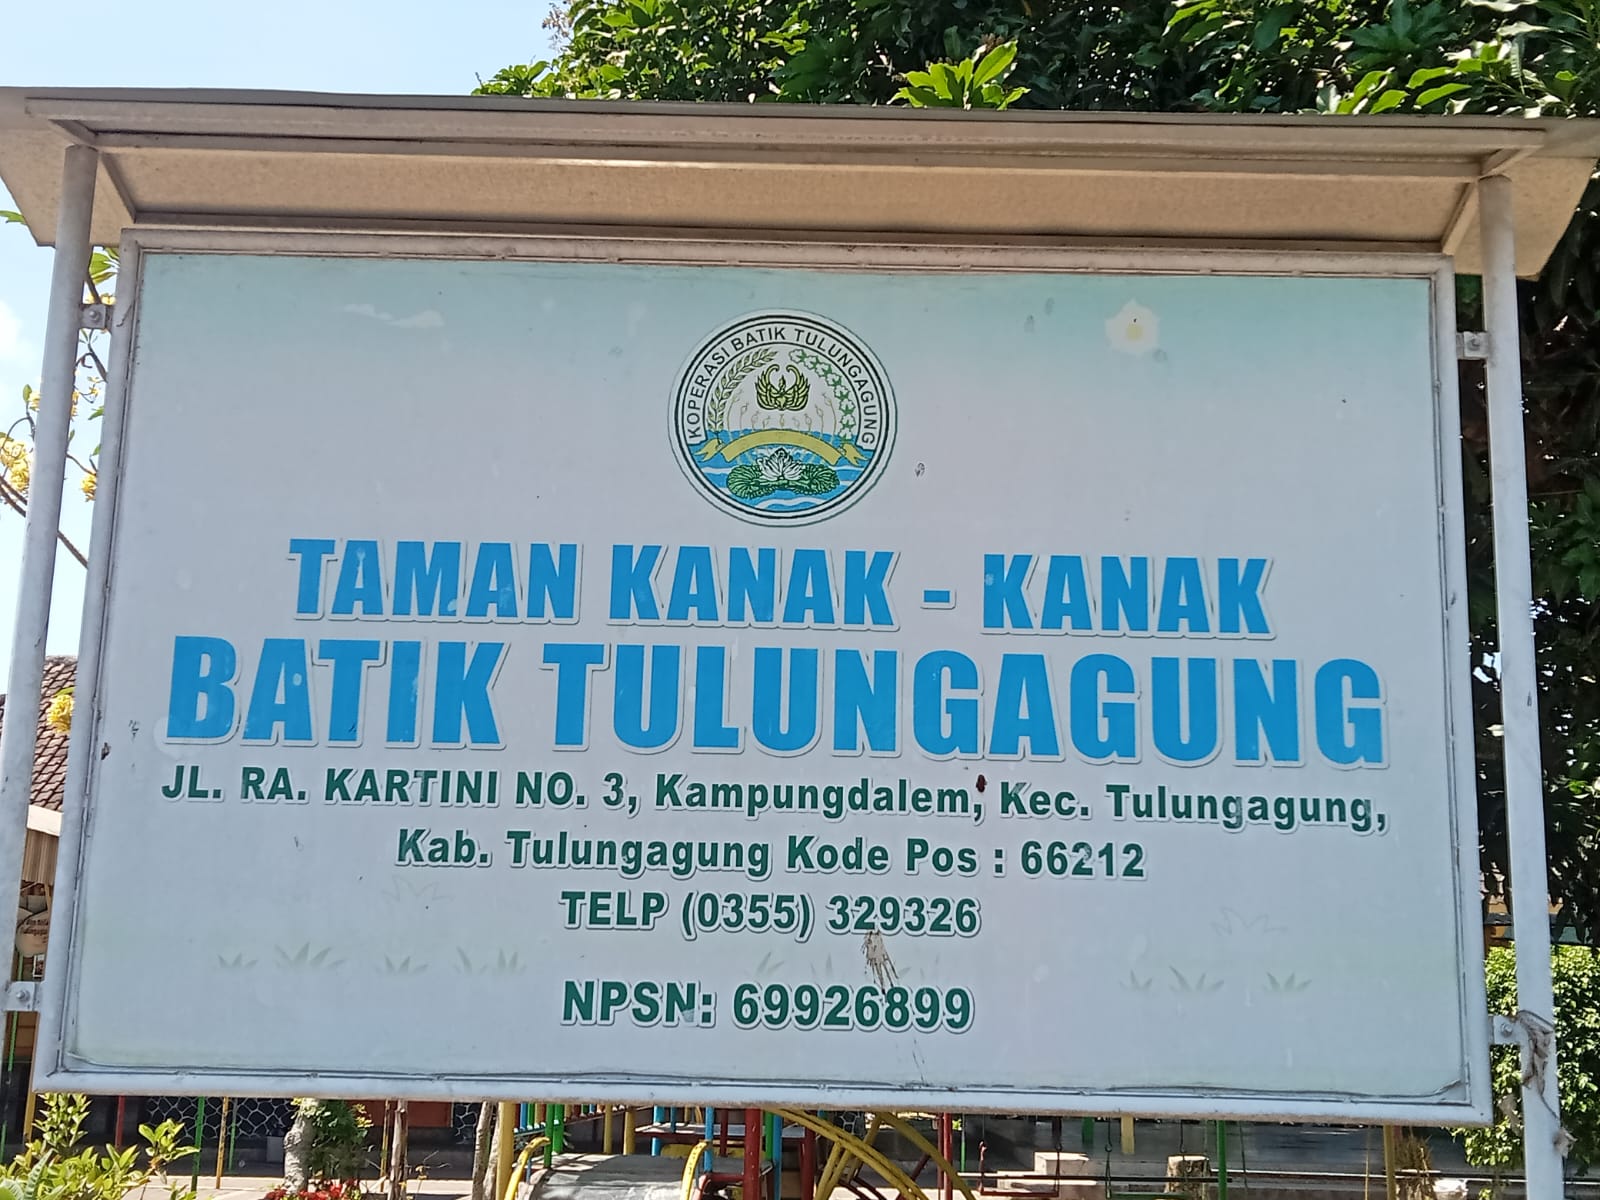 KOPERASI BATIK TULUNGAGUNG
TAMAN KANAK - KANAK
BATIK TULUNGAGUNG
JL. RA. KARTINI NO. 3, Kampungdalem, Kec. Tulungagung,
Kab. Tulungagung Kode Pos : 66212
TELP (0355) 329326
NPSN: 69926899